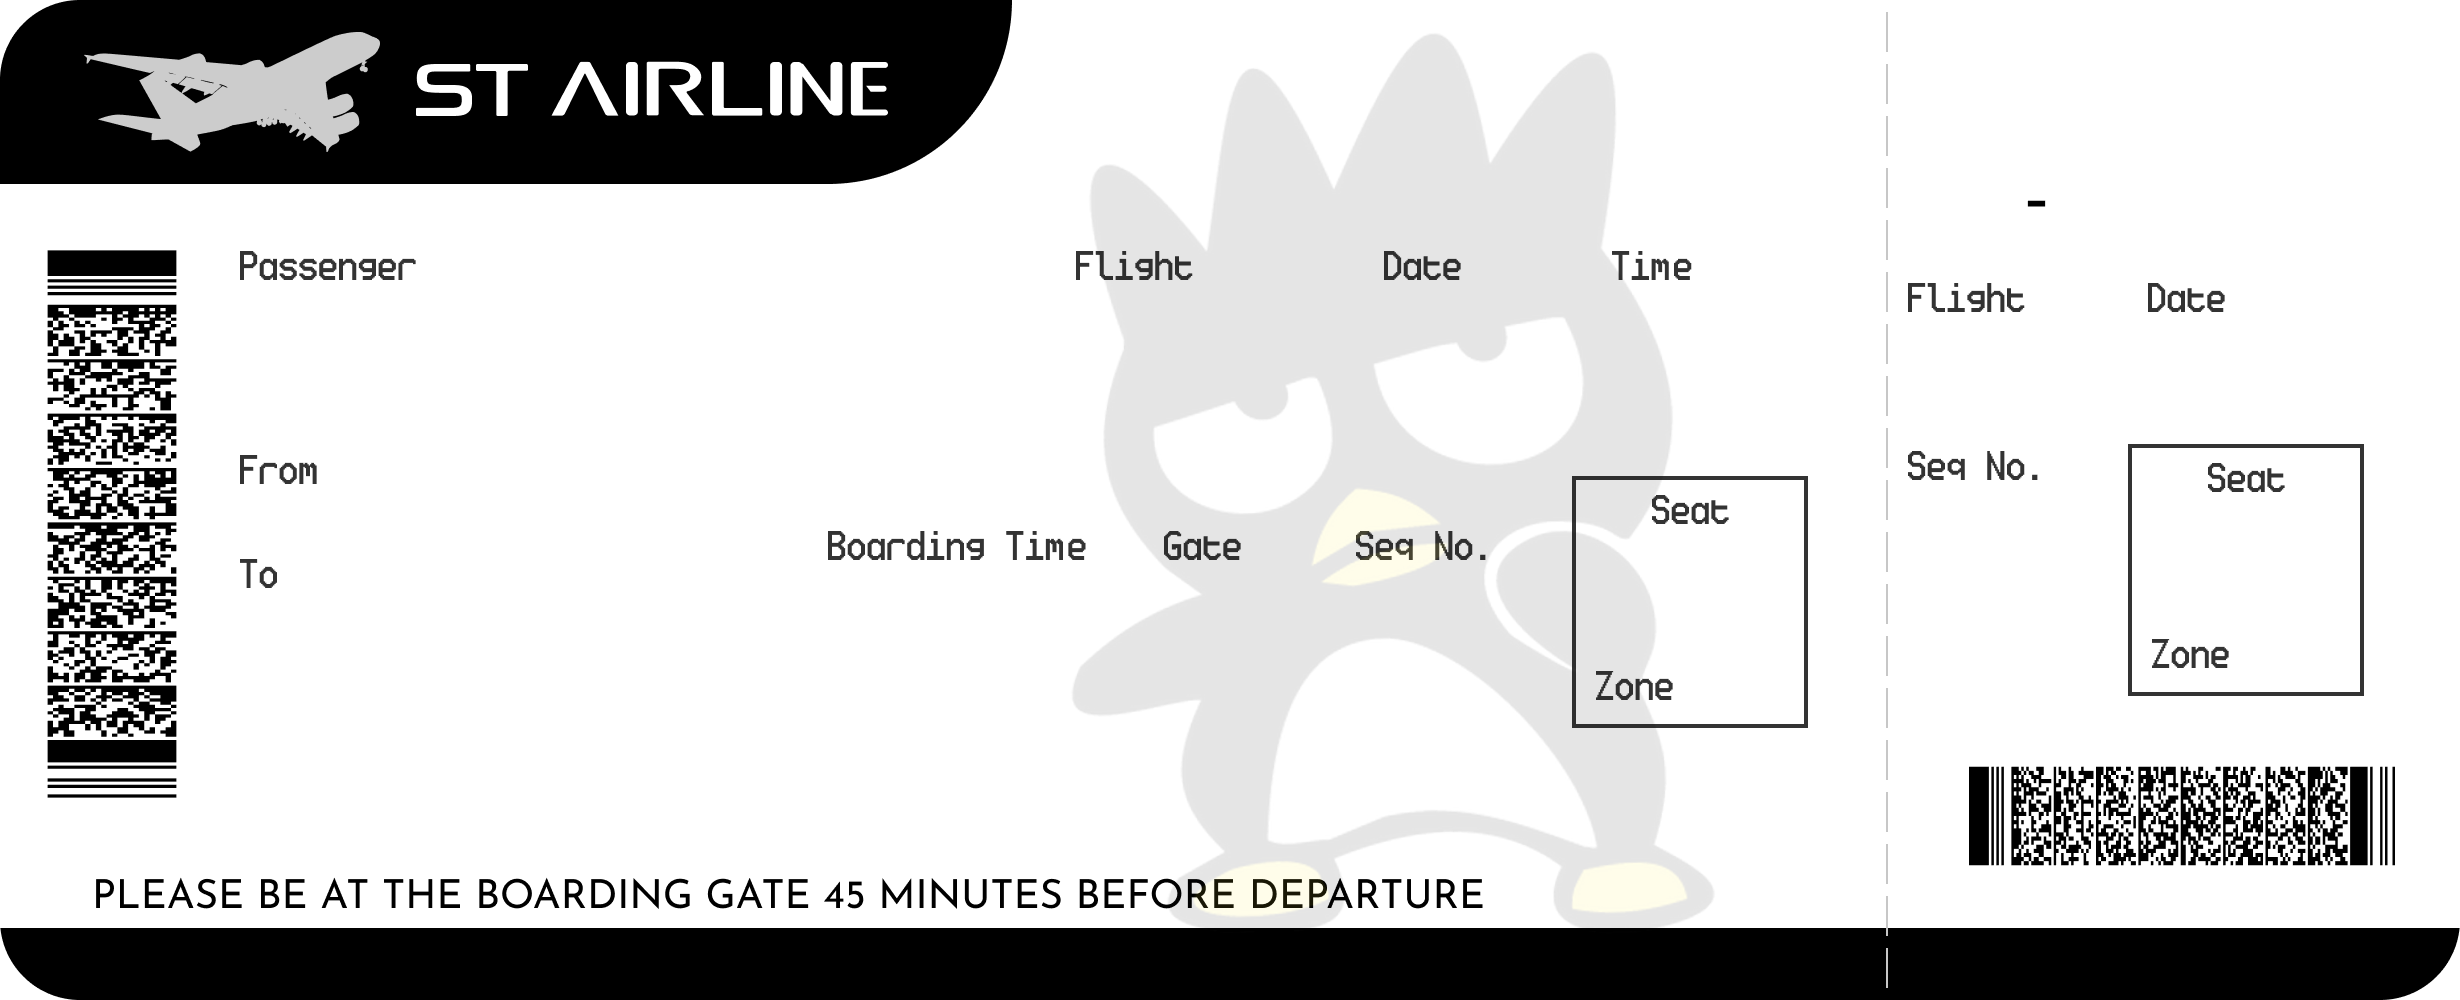 ST AIRLINE
-
Passenger Flight Date Time
Flight Date
From
Seq No. Seat
Seat
Boarding Time Gate Seq No.
To
Zone
Zone
PLEASE BE AT THE BOARDING GATE 45 MINUTES BEFORE DEPARTURE